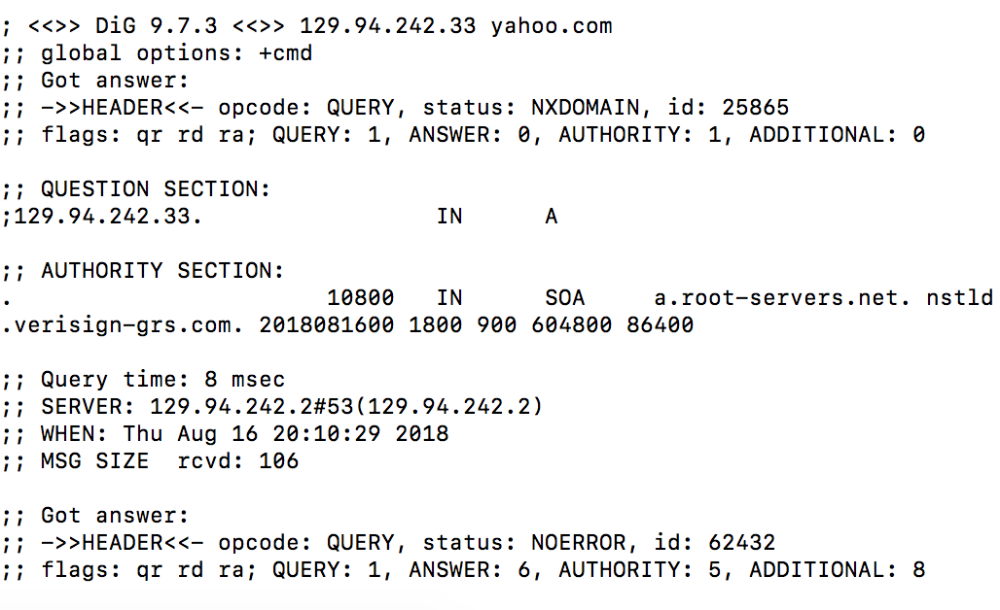 ; <<>> DiG 9.7.3 <<>> 129.94.242.33 yahoo.com
;; global options: +cmd
;; Got answer:
;; ->>HEADER<<- opcode: QUERY, status: NXDOMAIN, id: 25865
;; flags: qr rd ra; QUERY: 1, ANSWER: 0, AUTHORITY: 1, ADDITIONAL: 0

;; QUESTION SECTION:
;129.94.242.33.			IN	A

;; AUTHORITY SECTION:
.			10800	IN	SOA	a.root-servers.net. nstld
.verisign-grs.com. 2018081600 1800 900 604800 86400

;; Query time: 8 msec
;; SERVER: 129.94.242.2#53(129.94.242.2)
;; WHEN: Thu Aug 16 20:10:29 2018
;; MSG SIZE  rcvd: 106

;; Got answer:
;; ->>HEADER<<- opcode: QUERY, status: NOERROR, id: 62432
;; flags: qr rd ra; QUERY: 1, ANSWER: 6, AUTHORITY: 5, ADDITIONAL: 8